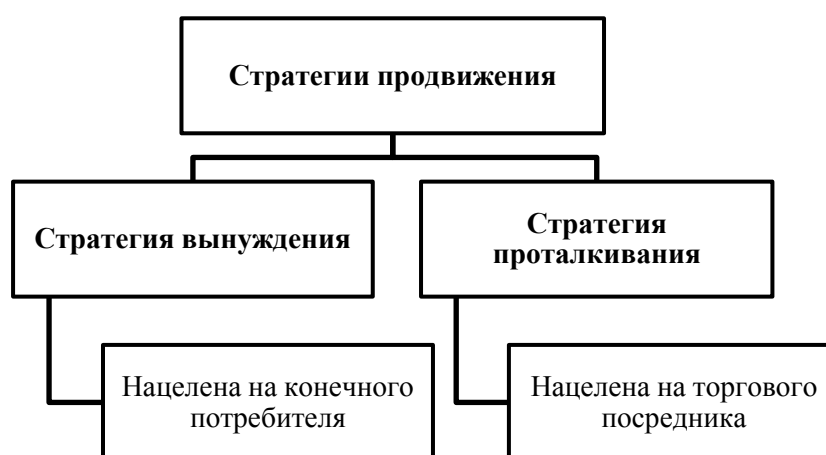 Стратегии продвижения
Стратегия вынуждения
Стратегия
проталкивания
Нацелена на конечного
потребителя
Нацелена на торгового
посредника